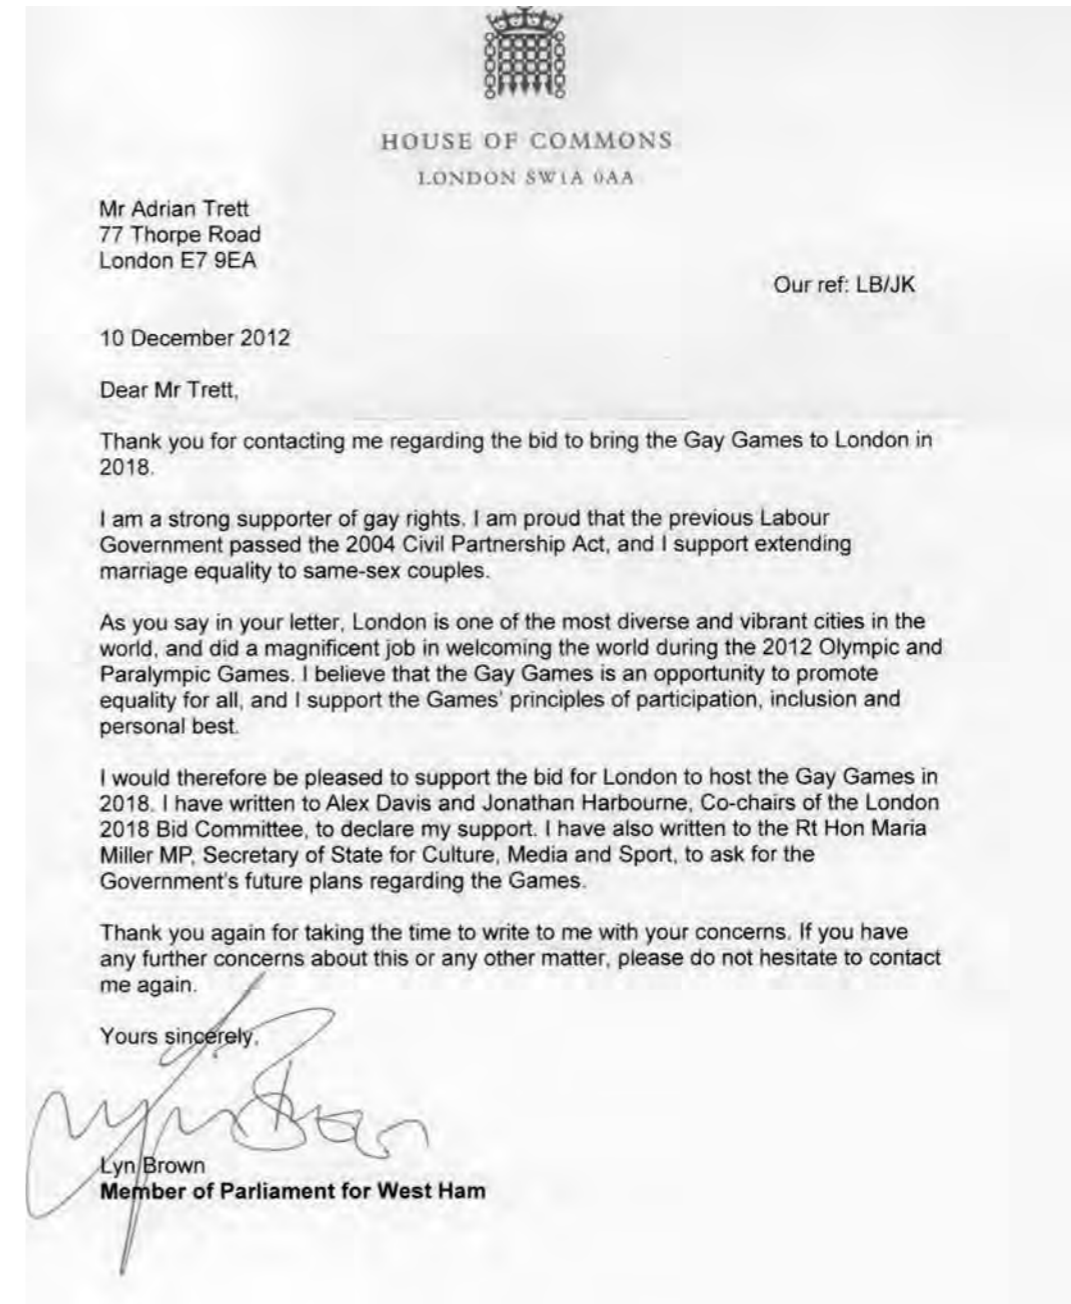 HOUSE OF COMMONS
LONDON SW1A 0AA
Mr Adrian Trett
77 Thorpe Road
London E7 9EA
Our ref: LB/JK
10 December 2012
Dear Mr Trett,
Thank you for contacting me regarding the bid to bring the Gay Games to London in
2018.
I am a strong supporter of gay rights. I am proud that the previous Labour
Government passed the 2004 Civil Partnership Act, and I support extending
marriage equality to same-sex couples.
As you say in your letter, London is one of the most diverse and vibrant cities in the
world, and did a magnificent job in welcoming the world during the 2012 Olympic and
Paralympic Games. I believe that the Gay Games is an opportunity to promote
equality for all, and I support the Games' principles of participation, inclusion and
personal best.
I would therefore be pleased to support the bid for London to host the Gay Games in
2018. I have written to Alex Davis and Jonathan Harbourne, Co-chairs of the London
2018 Bid Committee, to declare my support. I have also written to the Rt Hon Maria
Miller MP, Secretary of State for Culture, Media and Sport, to ask for the
Government's future plans regarding the Games.
Thank you again for taking the time to write to me with your concerns. If you have
any further concerns about this or any other matter, please do not hesitate to contact
me again.
Yours sincerely,
Lyn Brown
Lyn Brown
Member of Parliament for West Ham